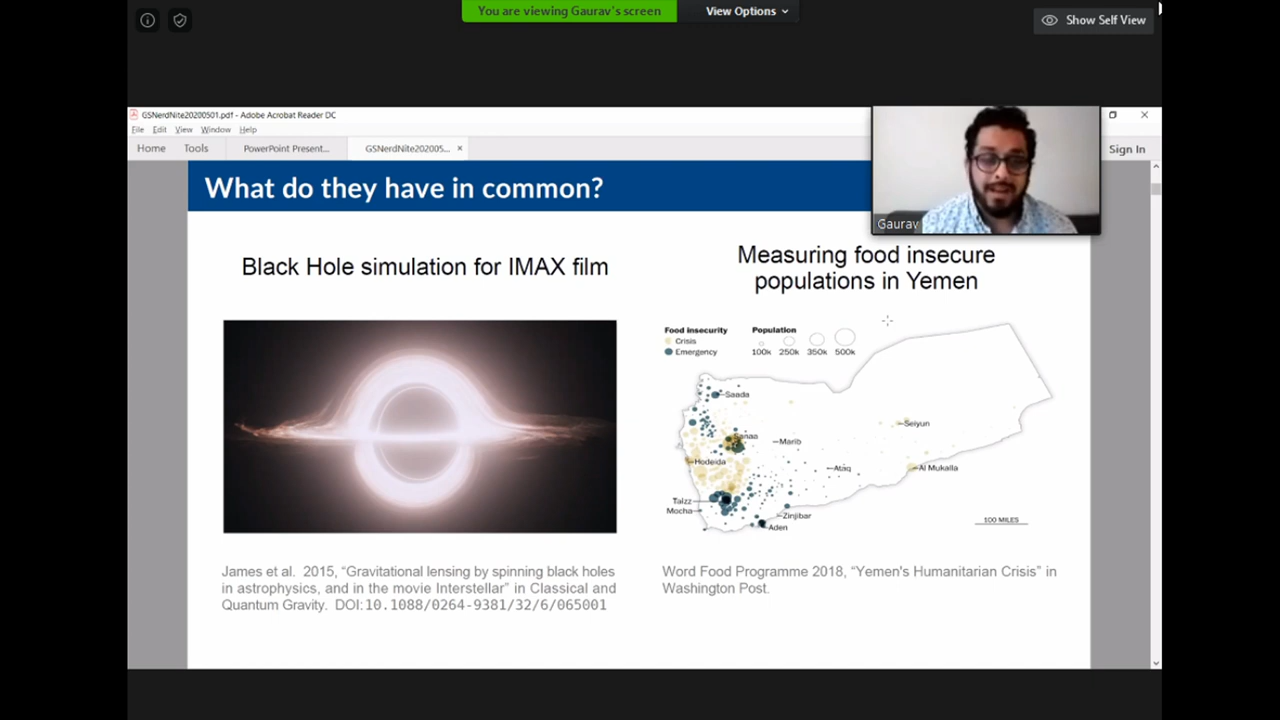 You are viewing Gaurav's screen
View Options
Show Self View
GSNerdNite20200501.pdf - Adobe Acrobat Reader DC
File Edit View Window Help
Home Tools PowerPoint Present... GSNerdNite202005... × Sign In
Gaurav
What do they have in common?
Black Hole simulation for IMAX film
Measuring food insecure
populations in Yemen
Food insecurity
Crisis
Emergency
Population
100k 250k 350k 500k
Saada
Sanaa
Marib
Seiyun
Hodeida
Ataq
Al Mukalla
Taizz
Mocha
Zinjibar
Aden
100 MILES
James et al. 2015, “Gravitational lensing by spinning black holes
in astrophysics, and in the movie Interstellar” in Classical and
Quantum Gravity. DOI:10.1088/0264-9381/32/6/065001
Word Food Programme 2018, “Yemen's Humanitarian Crisis” in
Washington Post.